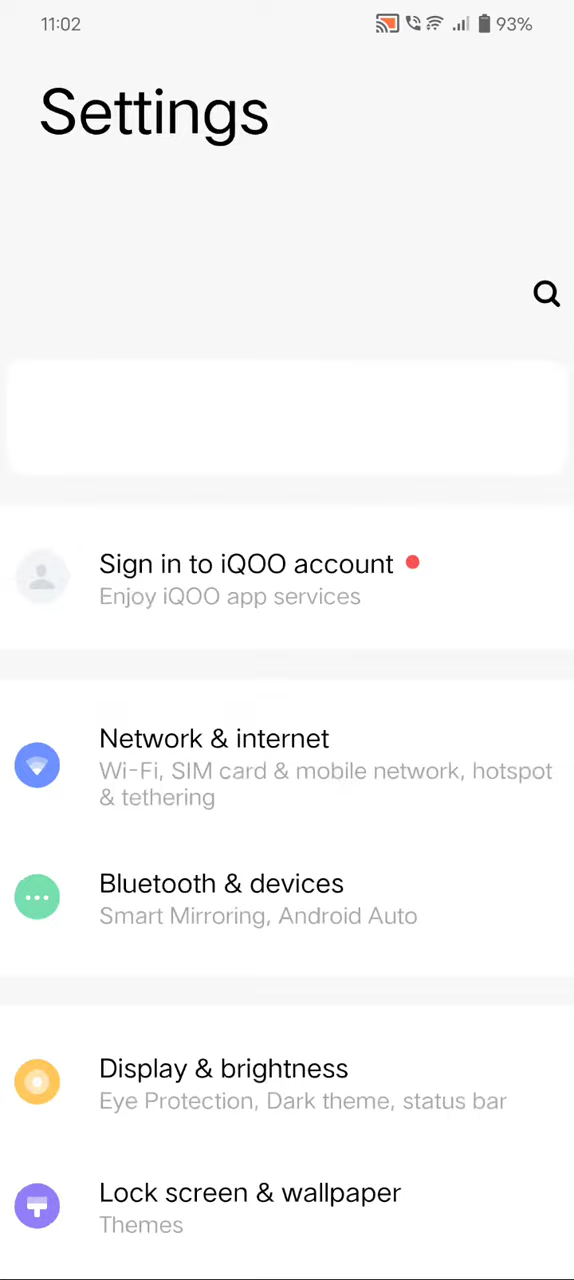 11:02
93%
Settings
Sign in to iQOO account
Enjoy iQOO app services
Network & internet
Wi-Fi, SIM card & mobile network, hotspot
& tethering
Bluetooth & devices
Smart Mirroring, Android Auto
Display & brightness
Eye Protection, Dark theme, status bar
Lock screen & wallpaper
Themes